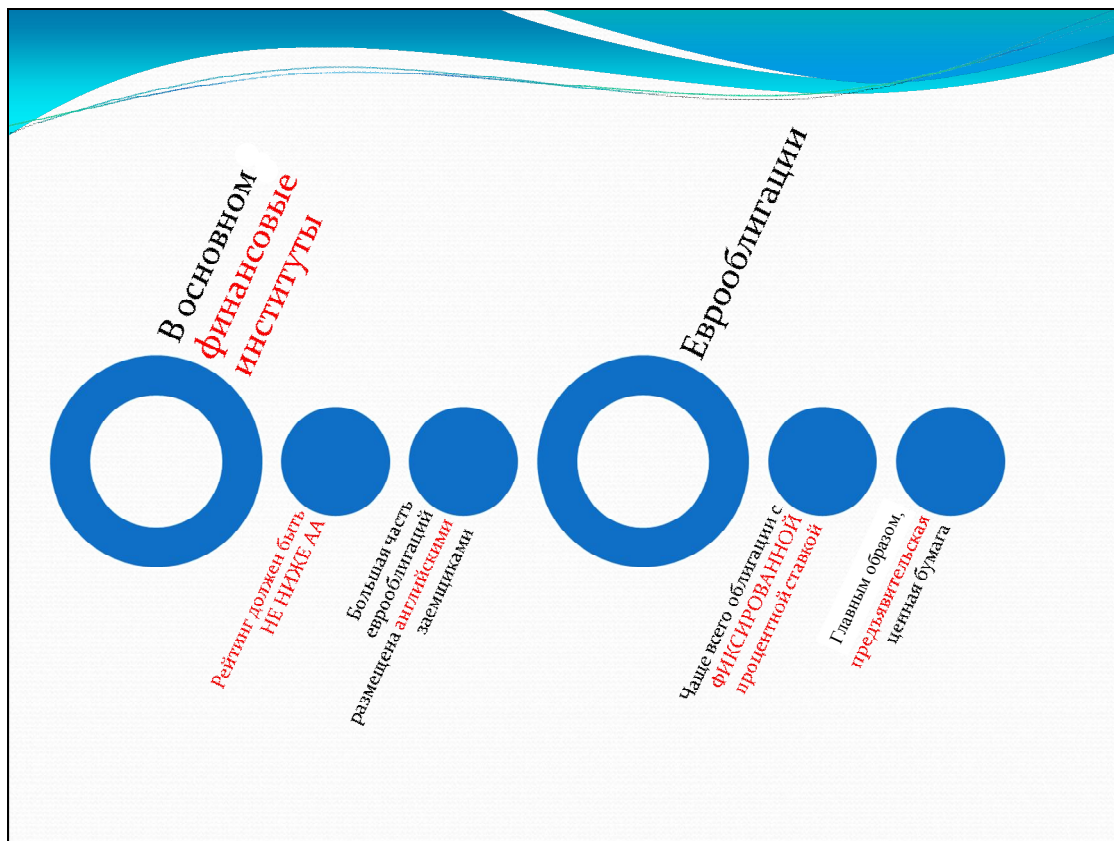 В основном
финансовые
институты
Рейтинг должен быть
НЕ НИЖЕ АА
Большая часть
еврооблигаций
размещена английскими
заемщиками
Еврооблигации
Чаще всего облигации с
ФИКСИРОВАННОЙ
процентной ставкой
Главным образом,
предъявительская
ценная бумага